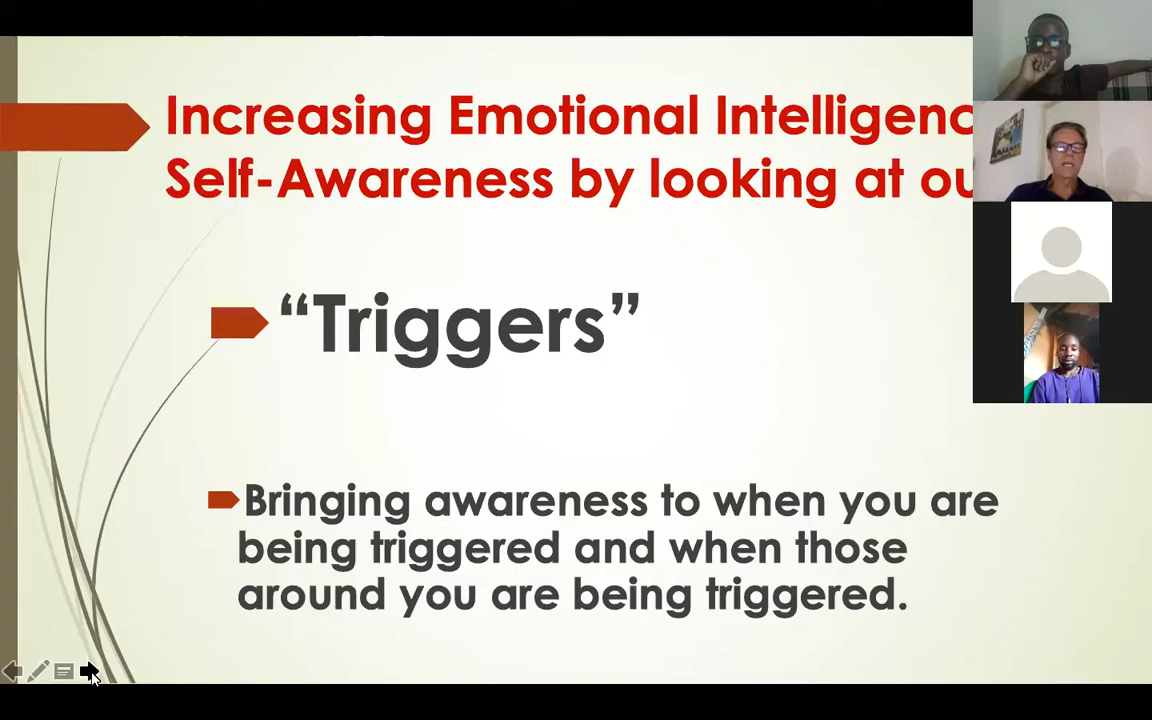 Increasing Emotional Intelligenc
Self-Awareness by looking at ou
“Triggers”
Bringing awareness to when you are
being triggered and when those
around you are being triggered.